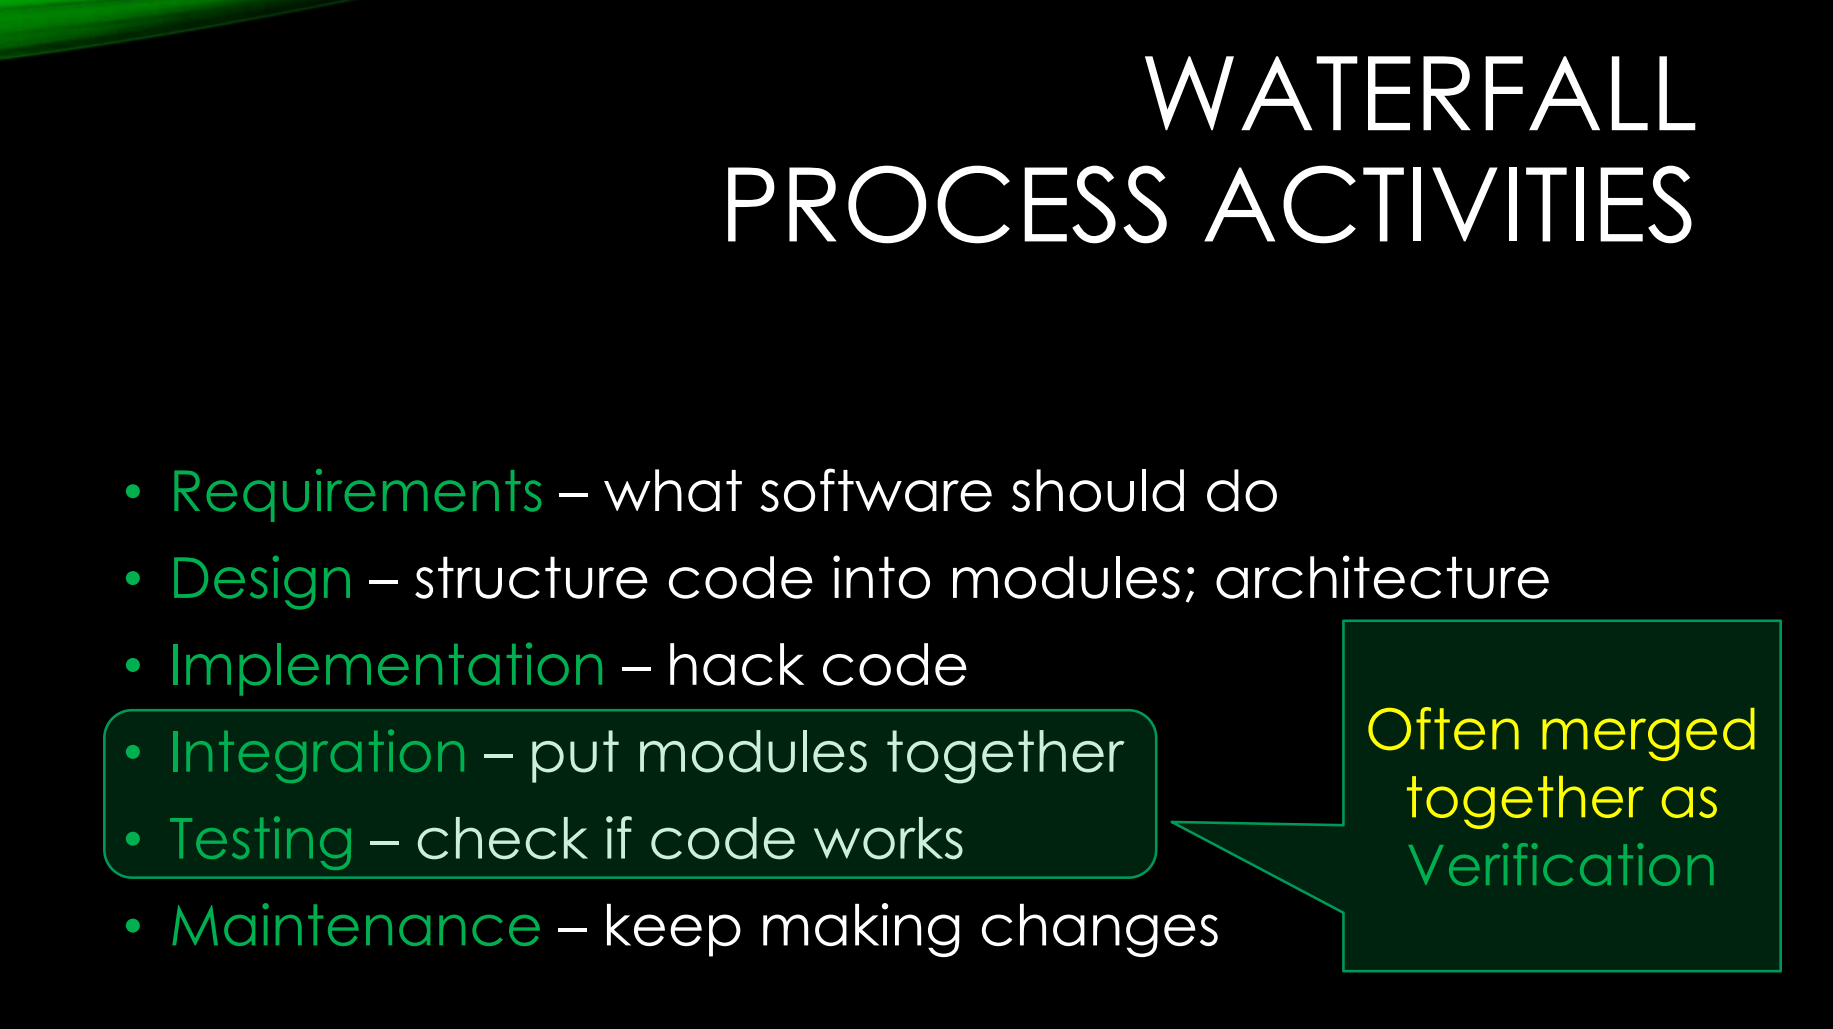 WATERFALL
PROCESS ACTIVITIES
• Requirements – what software should do
• Design – structure code into modules; architecture
• Implementation – hack code
• Integration – put modules together
• Testing – check if code works
• Maintenance – keep making changes
Often merged
together as
Verification